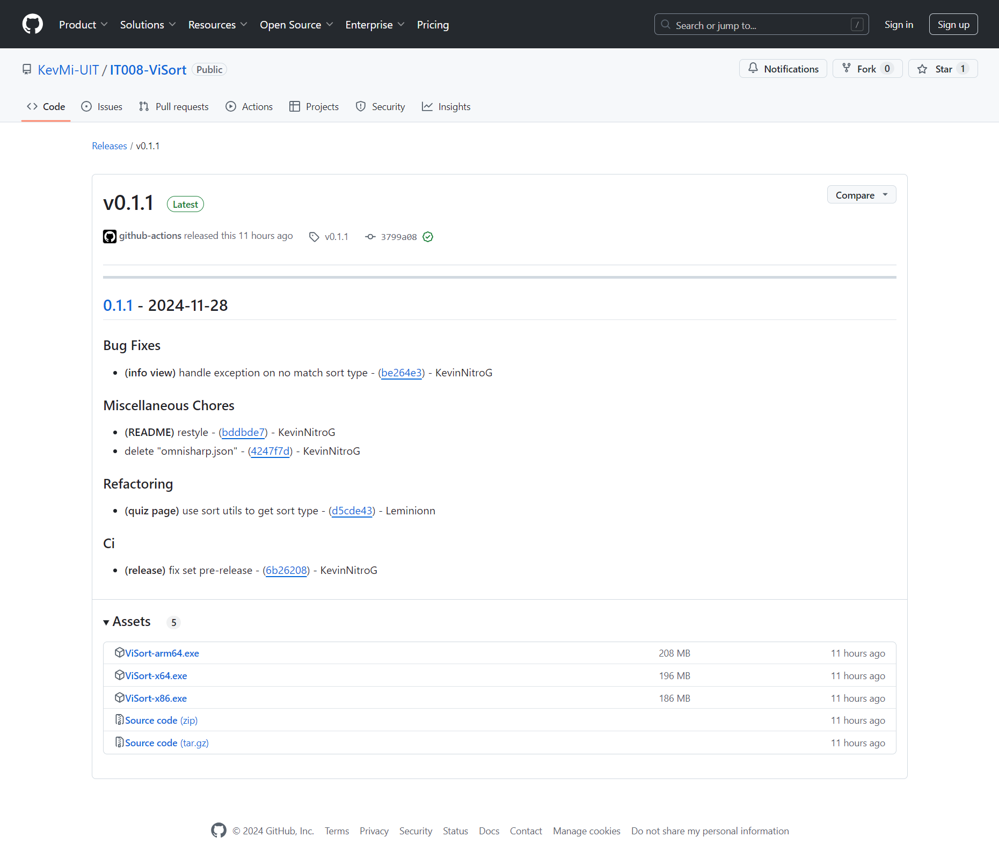 Product Solutions Resources Open Source Enterprise Pricing Search or jump to... / Sign in Sign up
KevMi-UIT / IT008-ViSort Public Notifications Fork 0 Star 1
Code Issues Pull requests Actions Projects Security Insights
Releases / v0.1.1
v0.1.1 Latest Compare
github-actions released this 11 hours ago v0.1.1 3799a08
0.1.1 - 2024-11-28
Bug Fixes
(info view) handle exception on no match sort type - (be264e3) - KevinNitroG
Miscellaneous Chores
(README) restyle - (bddbde7) - KevinNitroG
delete "omnisharp.json" - (4247f7d) - KevinNitroG
Refactoring
(quiz page) use sort utils to get sort type - (d5cde43) - Leminionn
Ci
(release) fix set pre-release - (6b26208) - KevinNitroG
Assets 5
ViSort-arm64.exe 208 MB 11 hours ago
ViSort-x64.exe 196 MB 11 hours ago
ViSort-x86.exe 186 MB 11 hours ago
Source code (zip) 11 hours ago
Source code (tar.gz) 11 hours ago
© 2024 GitHub, Inc. Terms Privacy Security Status Docs Contact Manage cookies Do not share my personal information